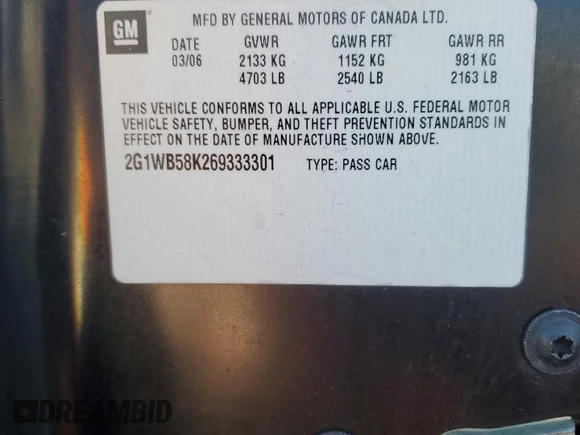 GM
MFD BY GENERAL MOTORS OF CANADA LTD.
DATE GVWR GAWR FRT GAWR RR
03/06 2133 KG 1152 KG 981 KG
4703 LB 2540 LB 2163 LB
THIS VEHICLE CONFORMS TO ALL APPLICABLE U.S. FEDERAL MOTOR
VEHICLE SAFETY, BUMPER, AND THEFT PREVENTION STANDARDS IN
EFFECT ON THE DATE OF MANUFACTURE SHOWN ABOVE.
2G1WB58K269333301 TYPE: PASS CAR
DREAMBID